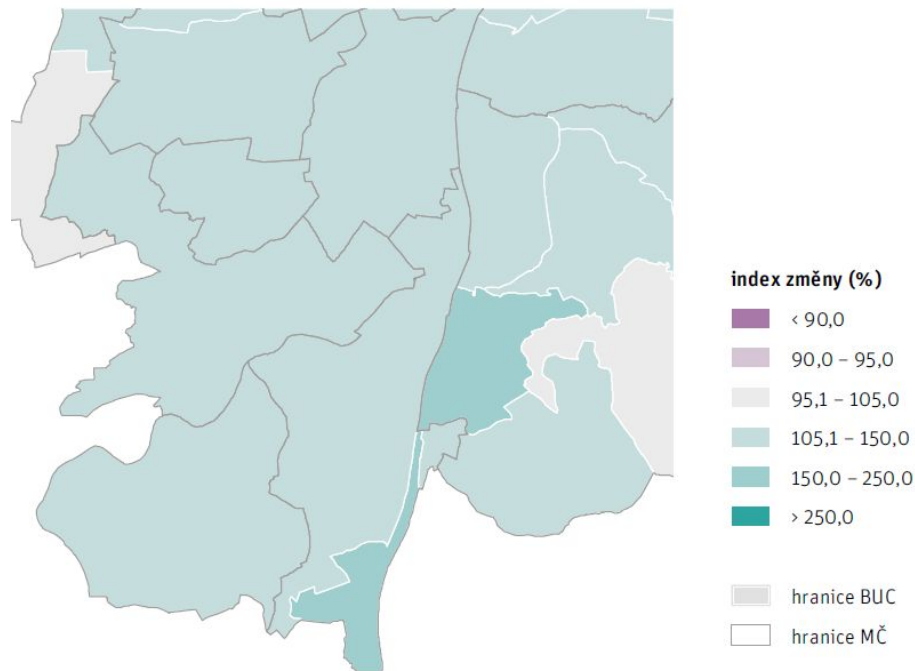 index změny (%)
< 90,0
90,0 – 95,0
95,1 – 105,0
105,1 – 150,0
150,0 – 250,0
> 250,0
hranice BUC
hranice MČ